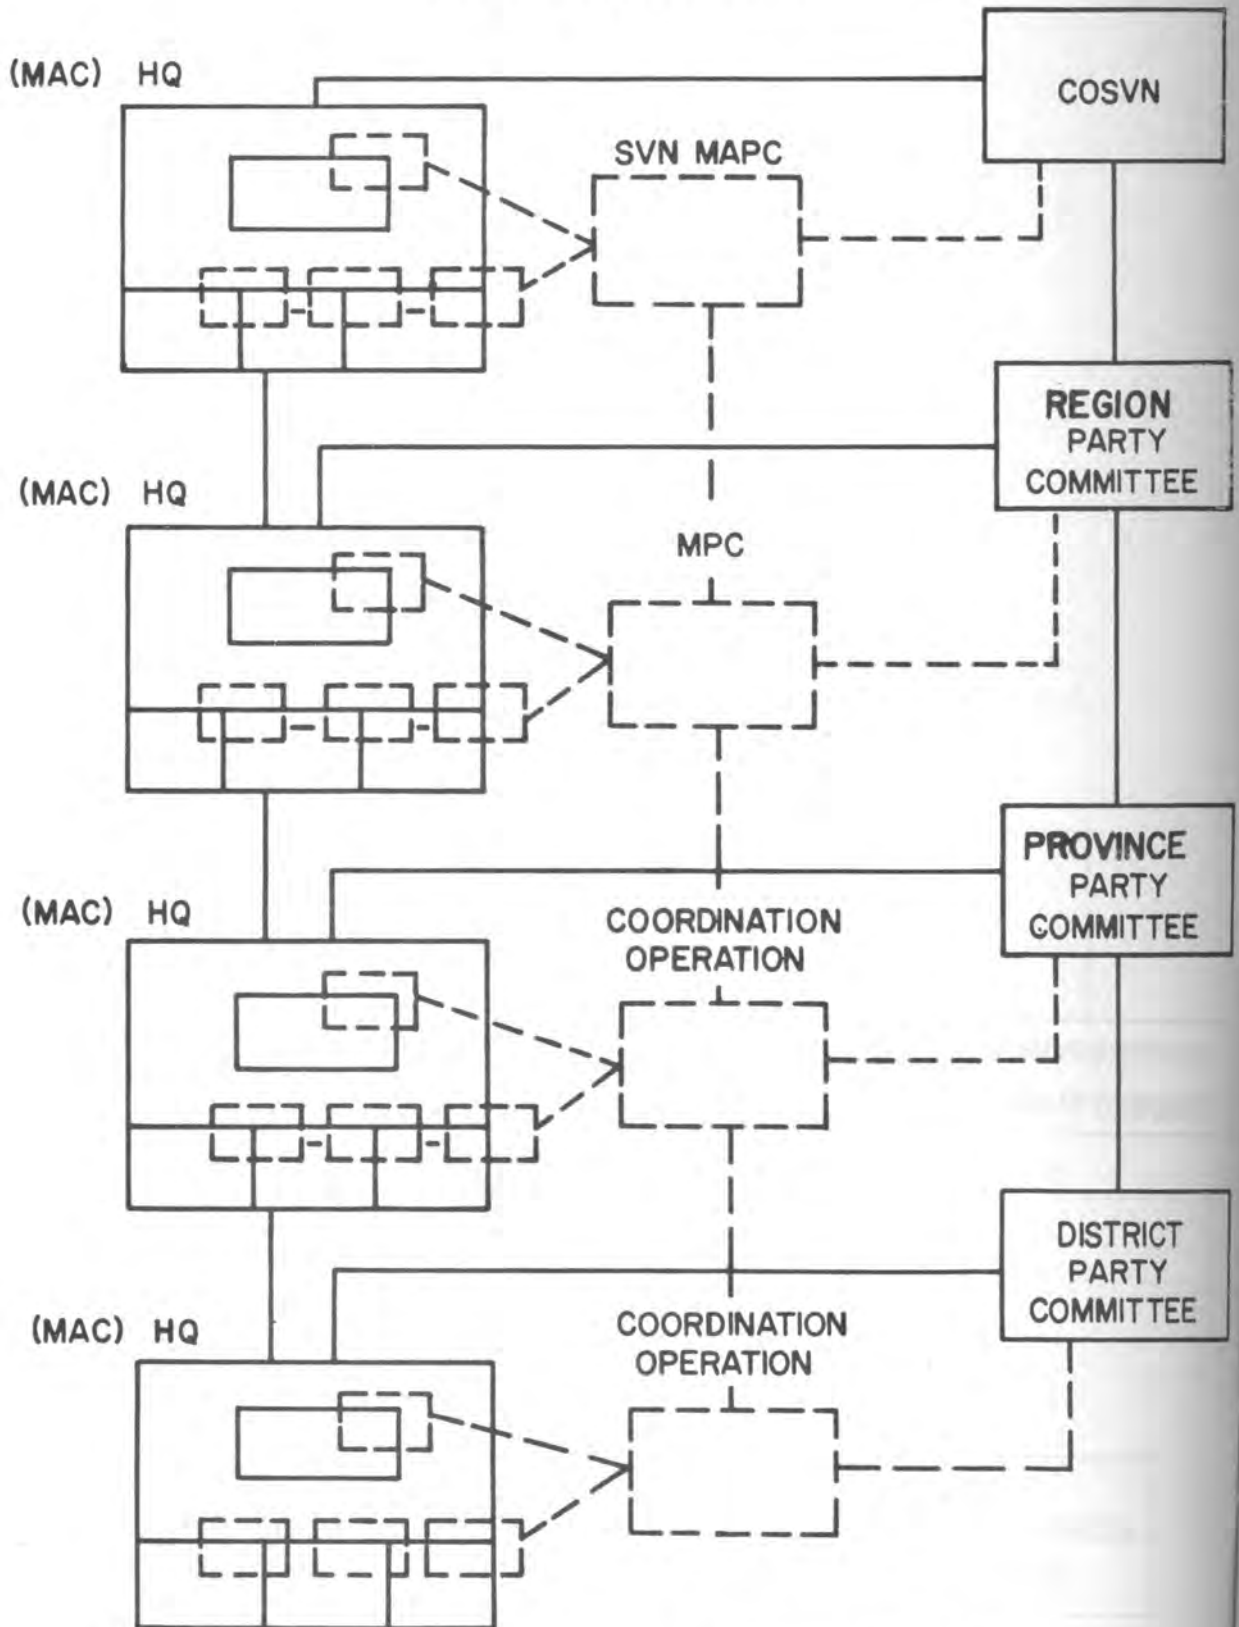 COSVN
(MAC) HQ
SVN MAPC
REGION
PARTY
COMMITTEE
(MAC) HQ
MPC
PROVINCE
PARTY
COMMITTEE
(MAC) HQ
COORDINATION
OPERATION
DISTRICT
PARTY
COMMITTEE
(MAC) HQ
COORDINATION
OPERATION